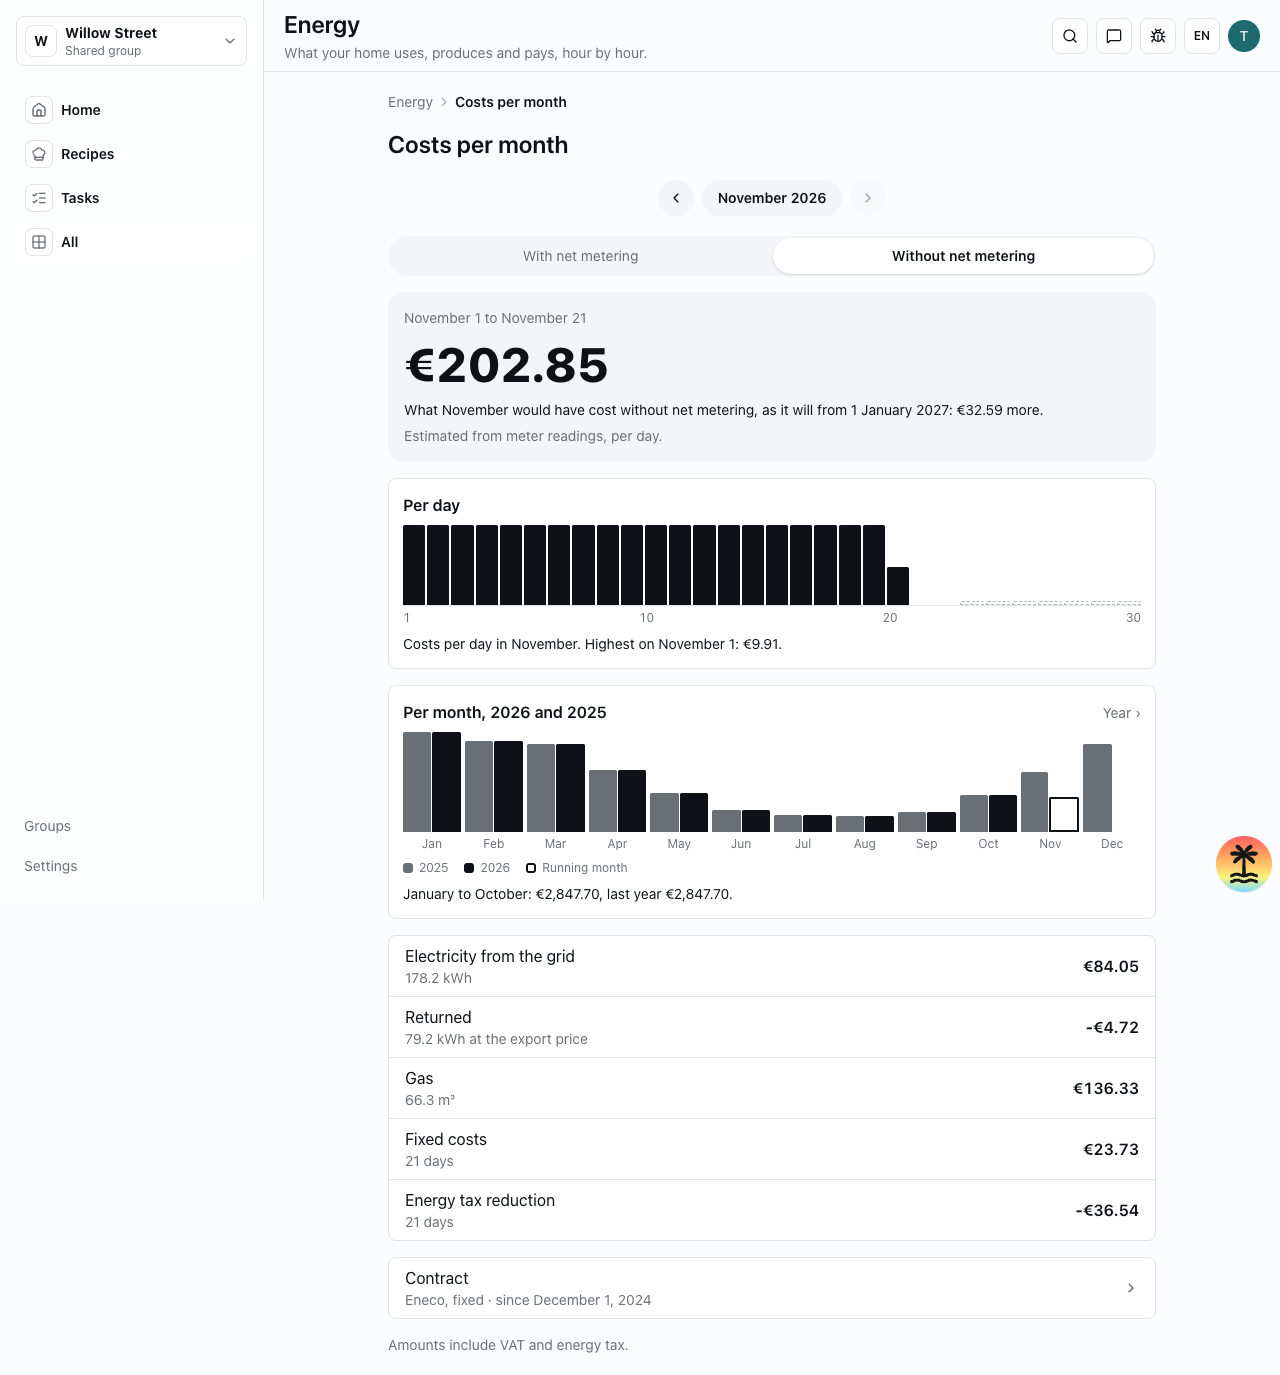 W
Willow Street
Shared group
Home
Recipes
Tasks
All
Groups
Settings
Energy
What your home uses, produces and pays, hour by hour.
EN
T
Energy > Costs per month
Costs per month
November 2026
With net metering
Without net metering
November 1 to November 21
€202.85
What November would have cost without net metering, as it will from 1 January 2027: €32.59 more.
Estimated from meter readings, per day.
Per day
1 10 20 30
Costs per day in November. Highest on November 1: €9.91.
Per month, 2026 and 2025
Year ›
Jan Feb Mar Apr May Jun Jul Aug Sep Oct Nov Dec
2025 2026 Running month
January to October: €2,847.70, last year €2,847.70.
Electricity from the grid
178.2 kWh
€84.05
Returned
79.2 kWh at the export price
-€4.72
Gas
66.3 m³
€136.33
Fixed costs
21 days
€23.73
Energy tax reduction
21 days
-€36.54
Contract
Eneco, fixed · since December 1, 2024
Amounts include VAT and energy tax.